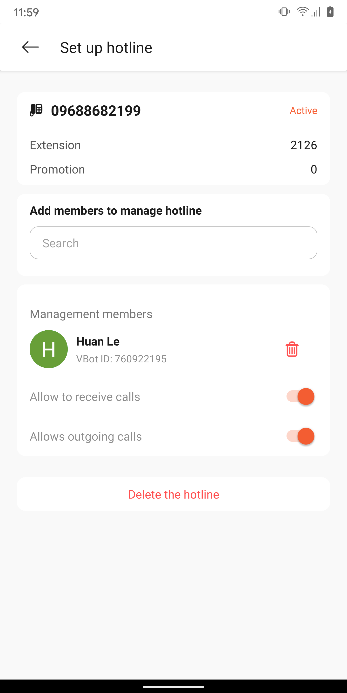 11:59
Set up hotline
09688682199 Active
Extension 2126
Promotion 0
Add members to manage hotline
Search
Management members
H
Huan Le
VBot ID: 760922195
Allow to receive calls
Allows outgoing calls
Delete the hotline